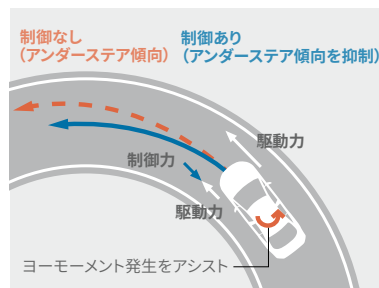 制御なし
(アンダーステア傾向)
制御あり
(アンダーステア傾向を抑制)
駆動力
制御力
駆動力
ヨーモーメント発生をアシスト